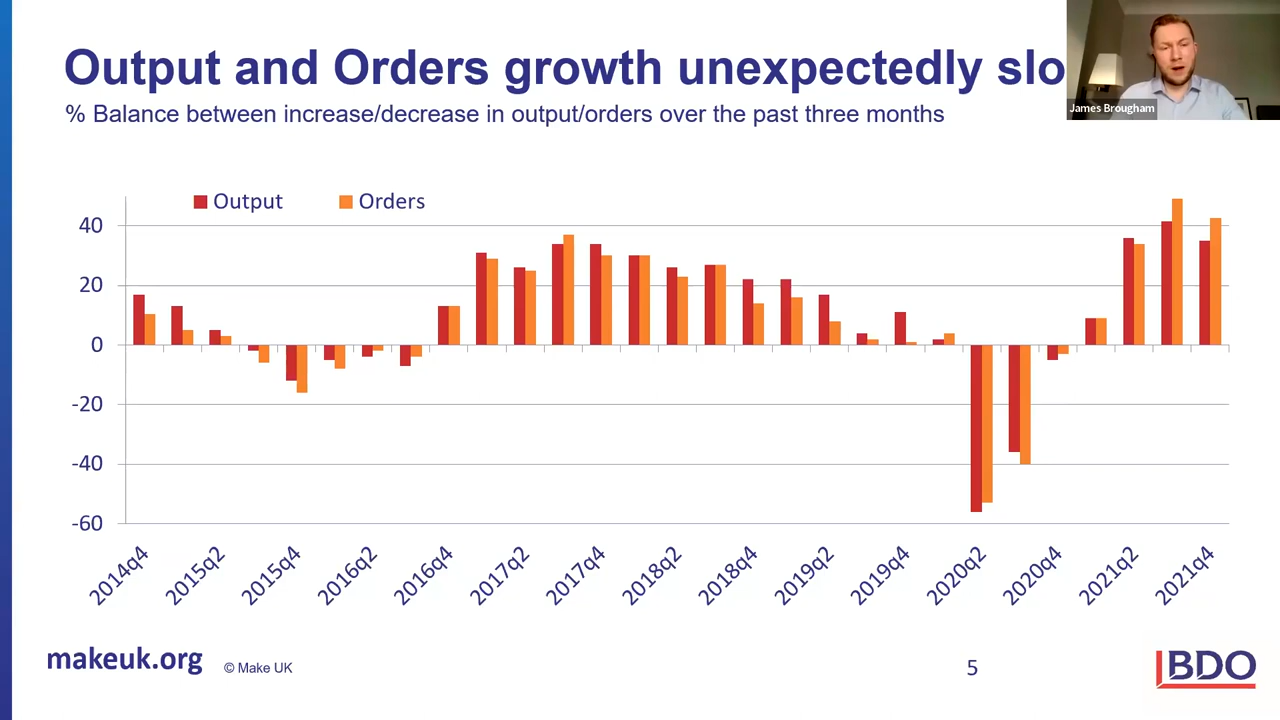 Output and Orders growth unexpectedly slo
% Balance between increase/decrease in output/orders over the past three months
James Brougham
Output
Orders
40
20
0
-20
-40
-60
2014q4
2015q2
2015q4
2016q2
2016q4
2017q2
2017q4
2018q2
2018q4
2019q2
2019q4
2020q2
2020q4
2021q2
2021q4
makeuk.org
© Make UK
5
BDO